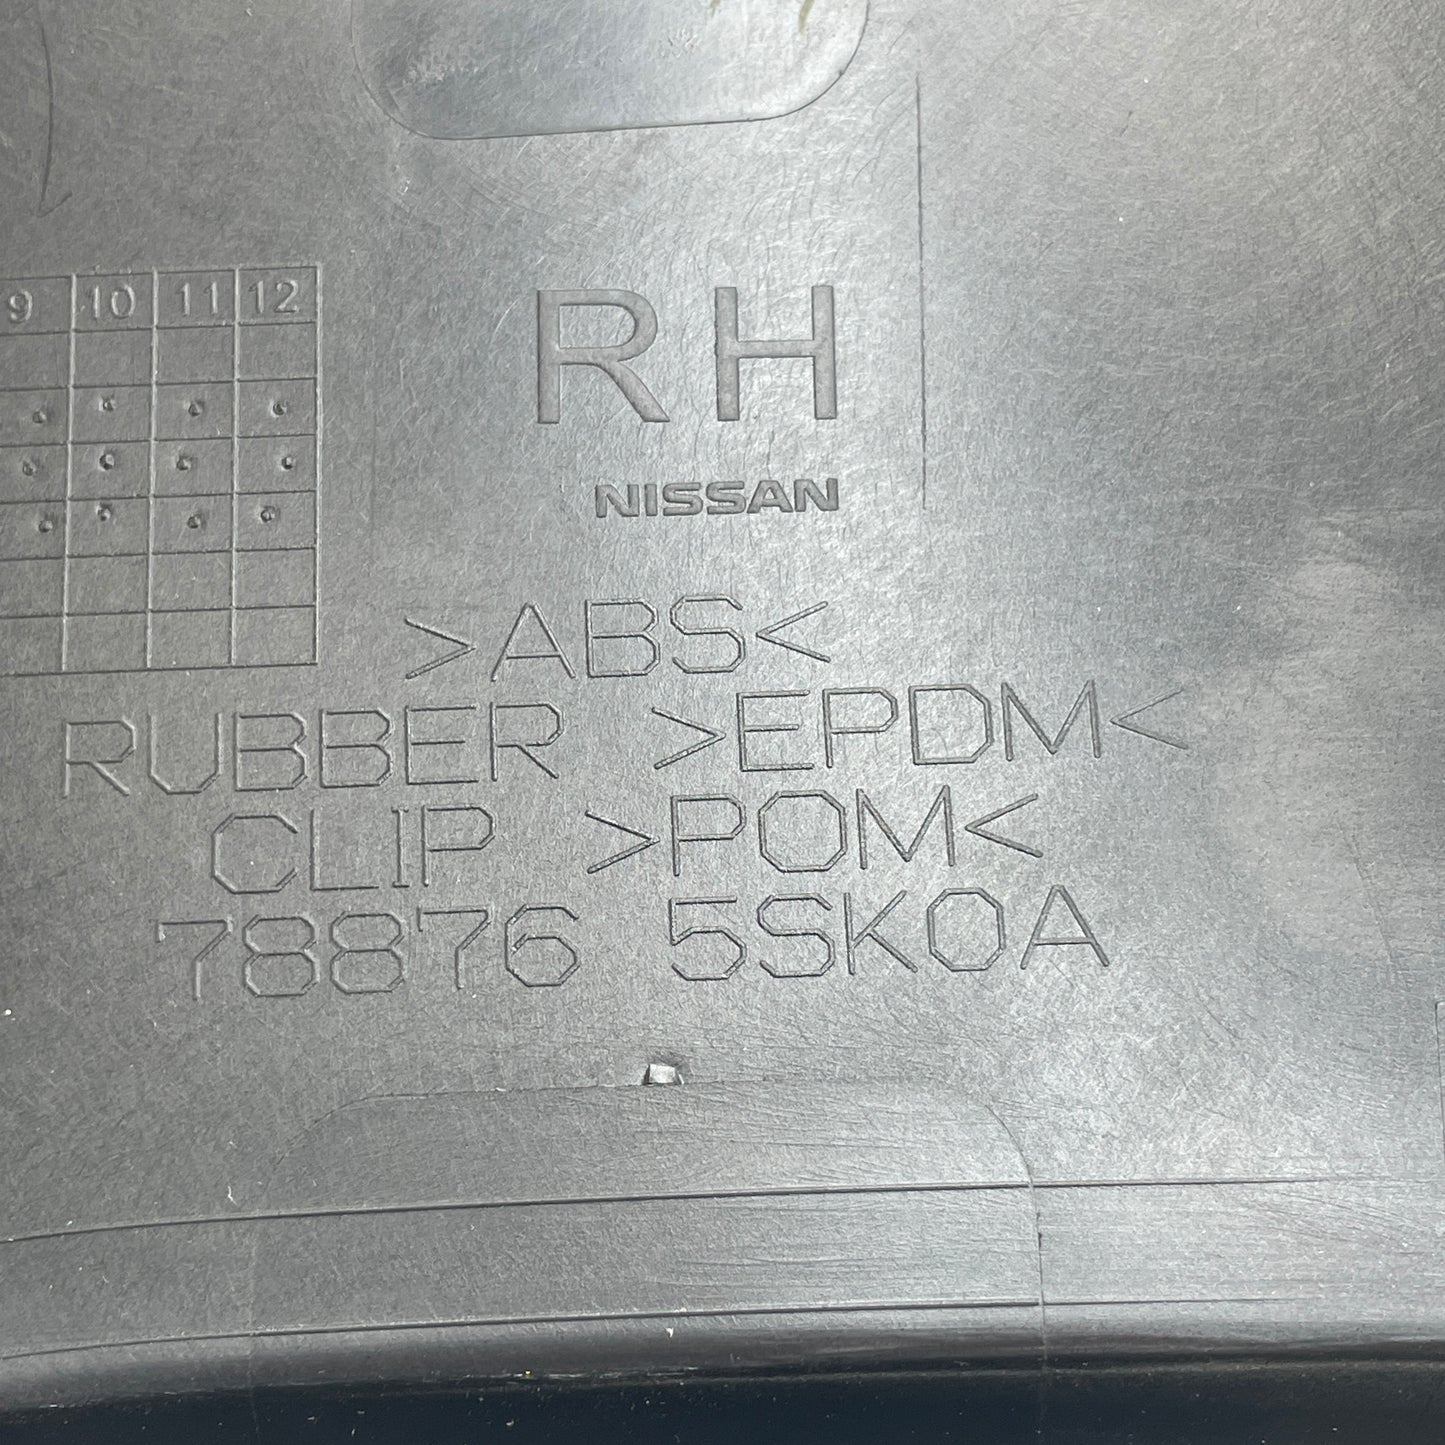 9 10 11 12
RH
NISSAN
>ABS<
RUBBER >EPDM<
CLIP >POM<
78876 5SK0A